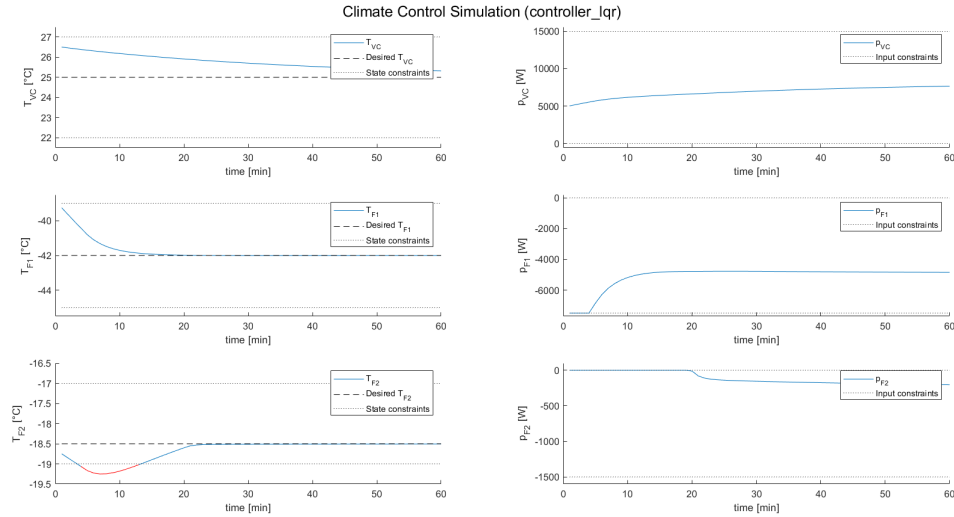 Climate Control Simulation (controller_lqr)
27
26
25
24
23
22
T_VC [°C]
0 10 20 30 40 50 60
time [min]
T_VC
Desired T_VC
State constraints
15000
10000
5000
0
p_VC [W]
0 10 20 30 40 50 60
time [min]
p_VC
Input constraints
-40
-42
-44
T_F1 [°C]
0 10 20 30 40 50 60
time [min]
T_F1
Desired T_F1
State constraints
0
-2000
-4000
-6000
p_F1 [W]
0 10 20 30 40 50 60
time [min]
p_F1
Input constraints
-16.5
-17
-17.5
-18
-18.5
-19
-19.5
T_F2 [°C]
0 10 20 30 40 50 60
time [min]
T_F2
Desired T_F2
State constraints
0
-500
-1000
-1500
p_F2 [W]
0 10 20 30 40 50 60
time [min]
p_F2
Input constraints